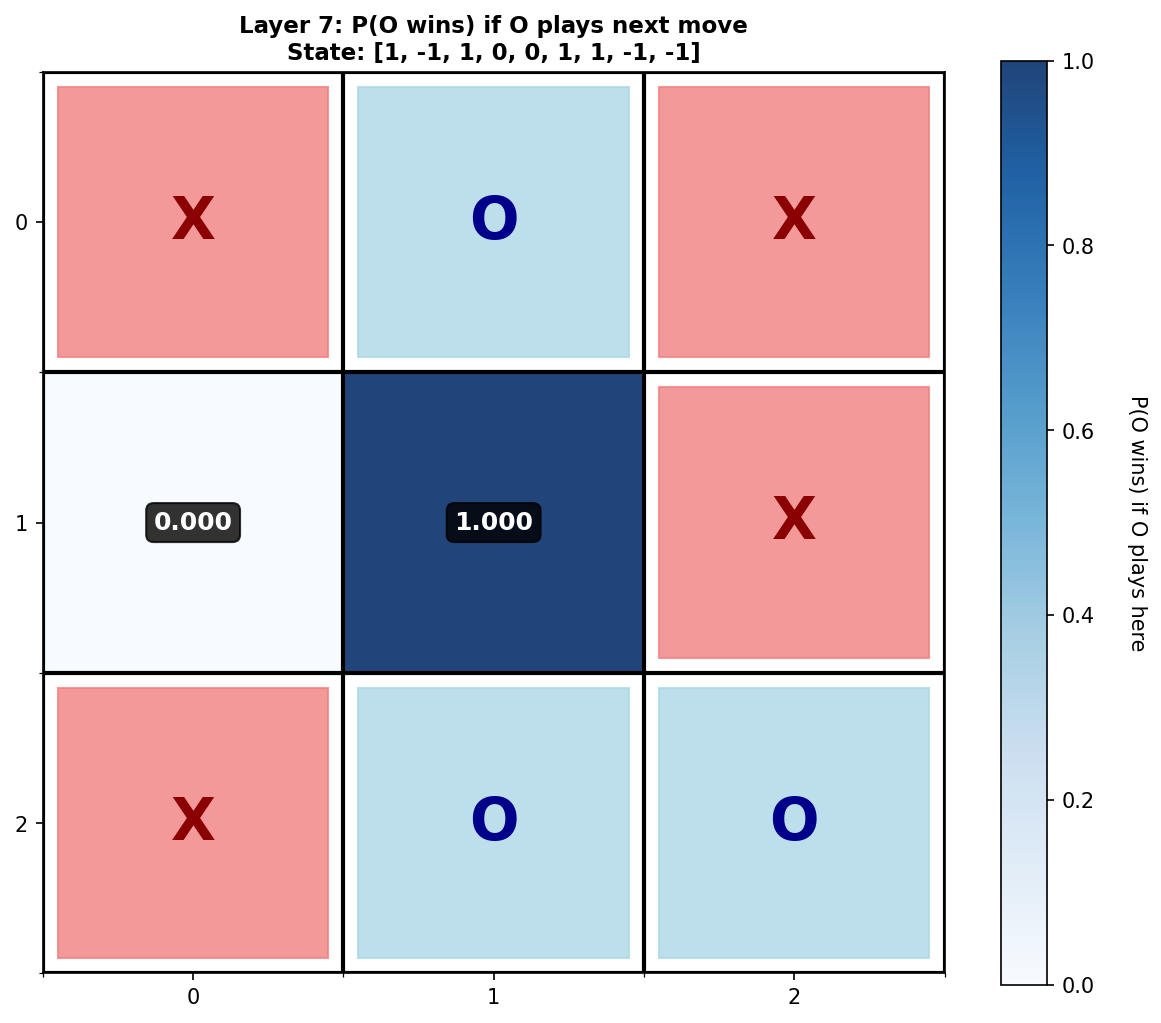 Layer 7: P(O wins) if O plays next move
State: [1, -1, 1, 0, 0, 1, 1, -1, -1]
X
O
X
0.000
1.000
X
X
O
O
0
1
2
0
1
2
1.0
0.8
0.6
0.4
0.2
0.0
P(O wins) if O plays here